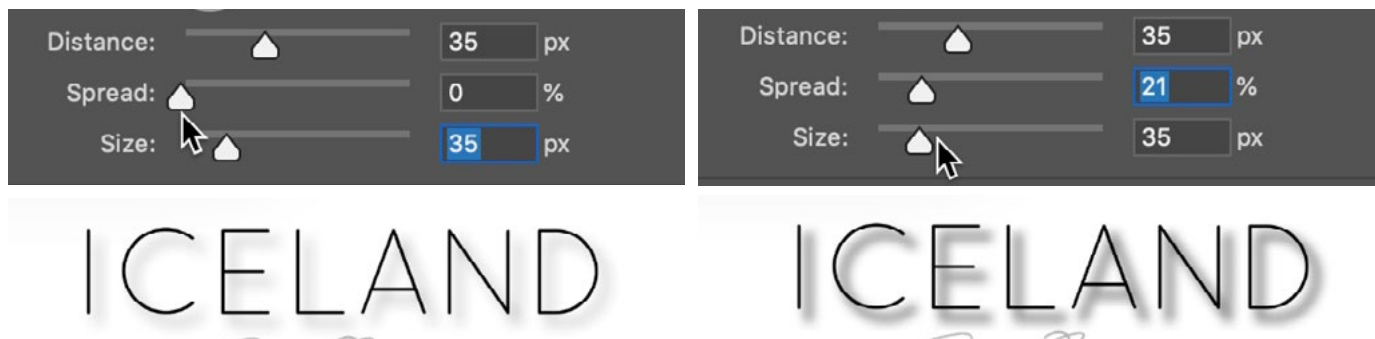 Distance: 35 px
Spread: 0 %
Size: 35 px
ICELAND
Distance: 35 px
Spread: 21 %
Size: 35 px
ICELAND